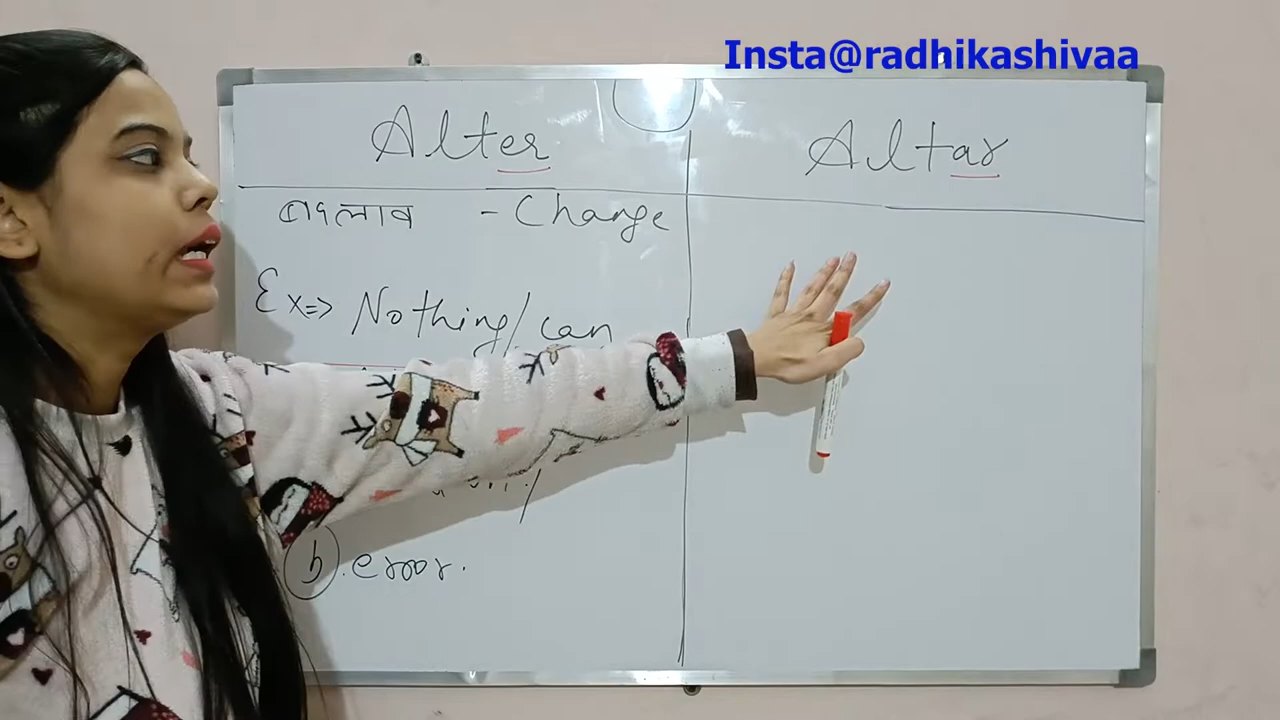 Insta@radhikashivaa
Alter
Altar
बदलाव - Change
Ex=> Nothing/can
(b). error.